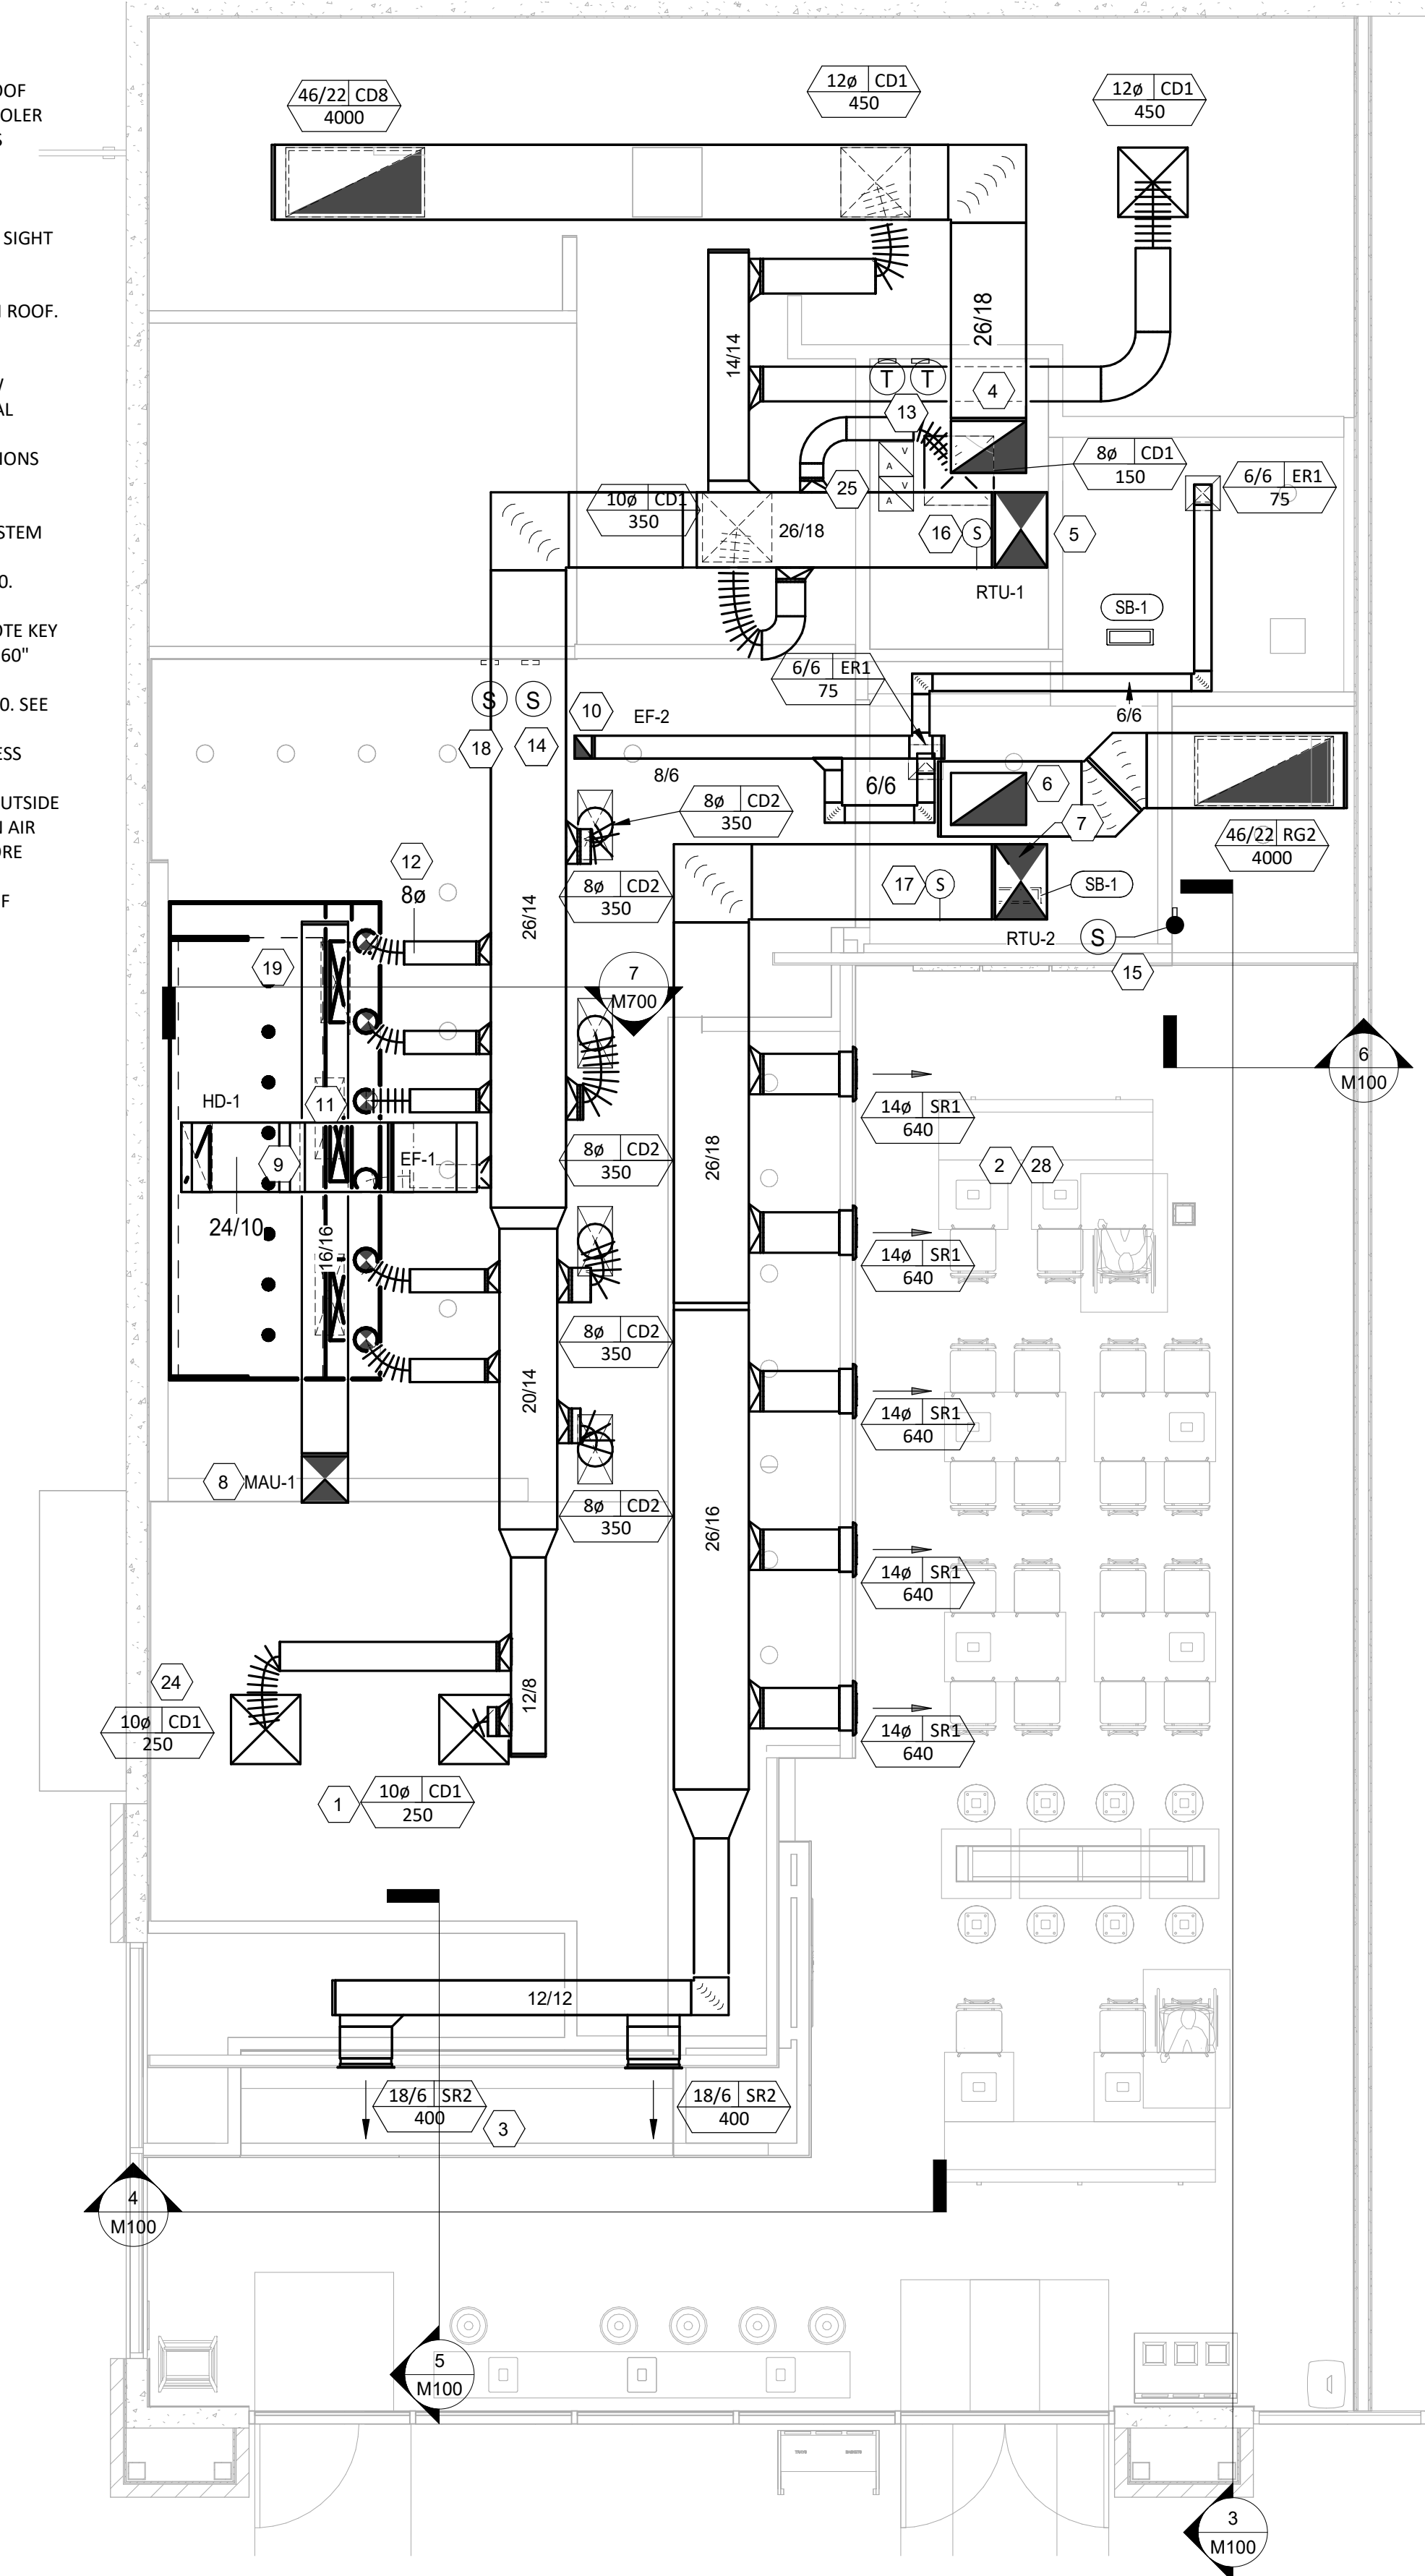 OOF
OLER
S
SIGHT
ROOF.
AL
IONS
STEM
0.
OTE KEY
60"
0. SEE
ESS
OUTSIDE
N AIR
ORE
F
46/22 CD8
4000
12ø CD1
450
12ø CD1
450
26/18
14/14
T T
4
13
8ø CD1
150
6/6 ER1
75
V
A
V
A
25
10ø CD1
350
26/18
16
S
5
RTU-1
SB-1
6/6 ER1
75
6/6
S S
18
14
10
EF-2
8/6
6/6
6
7
46/22 RG2
4000
8ø CD2
350
12
8ø
8ø CD2
350
26/14
17
S
SB-1
RTU-2
S
15
19
7
M700
6
M100
HD-1
11
9
EF-1
24/10
16/16
8ø CD2
350
26/18
14ø SR1
640
2
28
14ø SR1
640
8ø CD2
350
20/14
14ø SR1
640
8
MAU-1
8ø CD2
350
26/16
14ø SR1
640
24
10ø CD1
250
12/8
14ø SR1
640
1
10ø CD1
250
12/12
18/6 SR2
400
3
18/6 SR2
400
4
M100
5
M100
3
M100